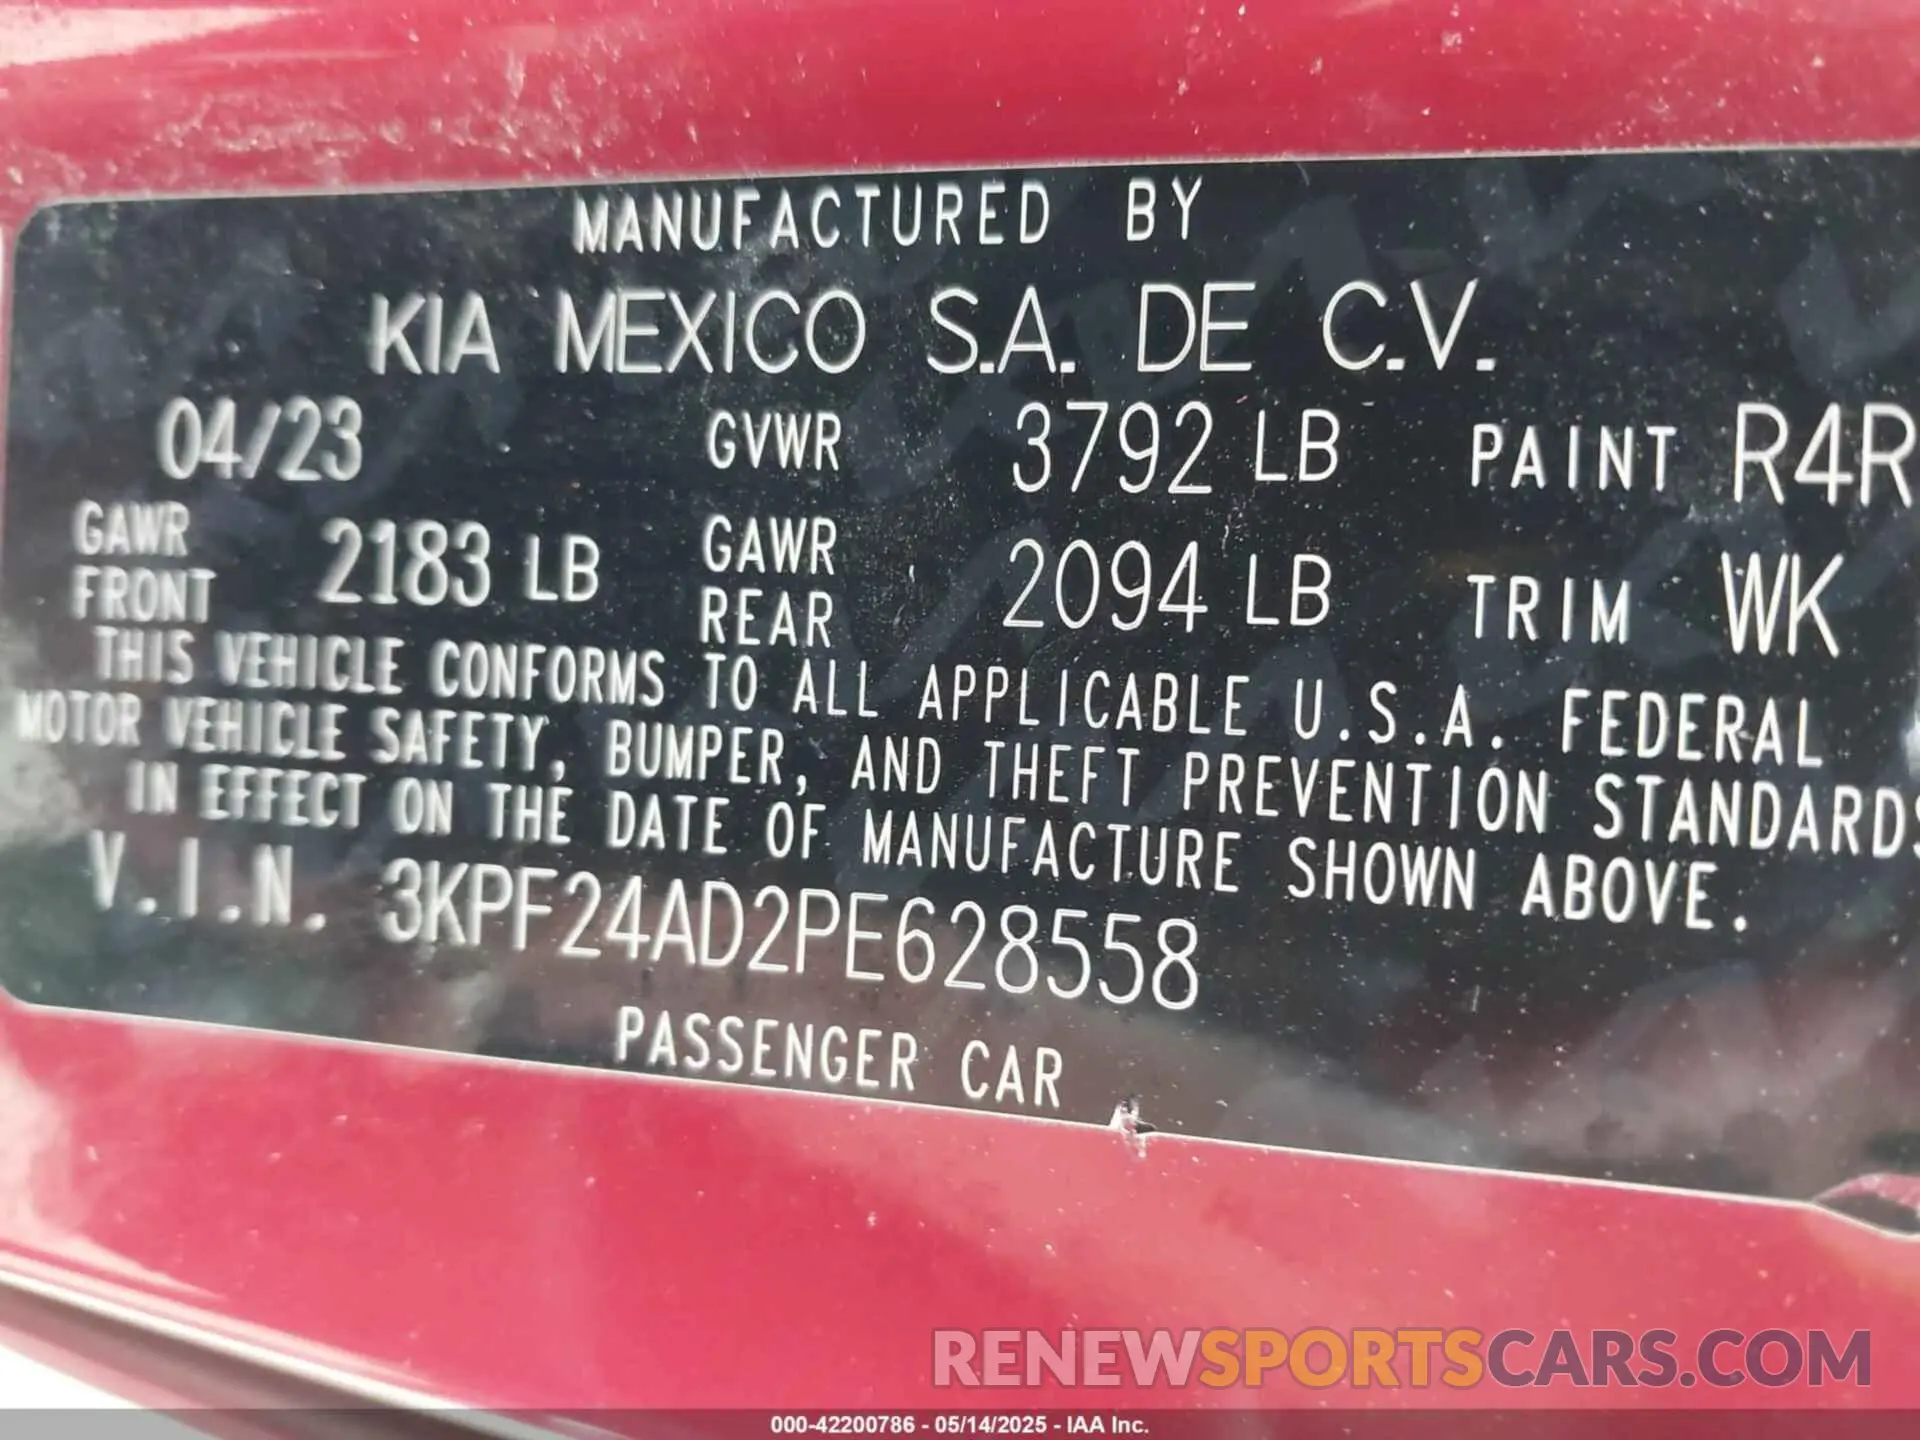 MANUFACTURED BY
KIA MEXICO S.A. DE C.V.
04/23 GVWR 3792 LB PAINT R4R
GAWR FRONT 2183 LB GAWR REAR 2094 LB TRIM WK
THIS VEHICLE CONFORMS TO ALL APPLICABLE U.S.A. FEDERAL
MOTOR VEHICLE SAFETY, BUMPER, AND THEFT PREVENTION STANDARDS
IN EFFECT ON THE DATE OF MANUFACTURE SHOWN ABOVE.
V.I.N. 3KPF24AD2PE628558
PASSENGER CAR
RENEWSPORTSCARS.COM
000-42200786 - 05/14/2025 - IAA Inc.